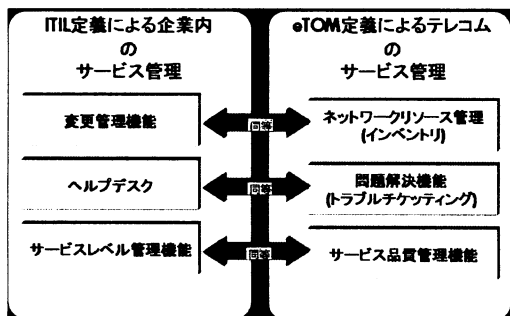 ITIL定義による企業内
の
サービス管理
変更管理機能
ヘルプデスク
サービスレベル管理機能
同等
同等
同等
eTOM定義によるテレコム
の
サービス管理
ネットワークリソース管理
(インベントリ)
問題解決機能
(トラブルチケッティング)
サービス品質管理機能